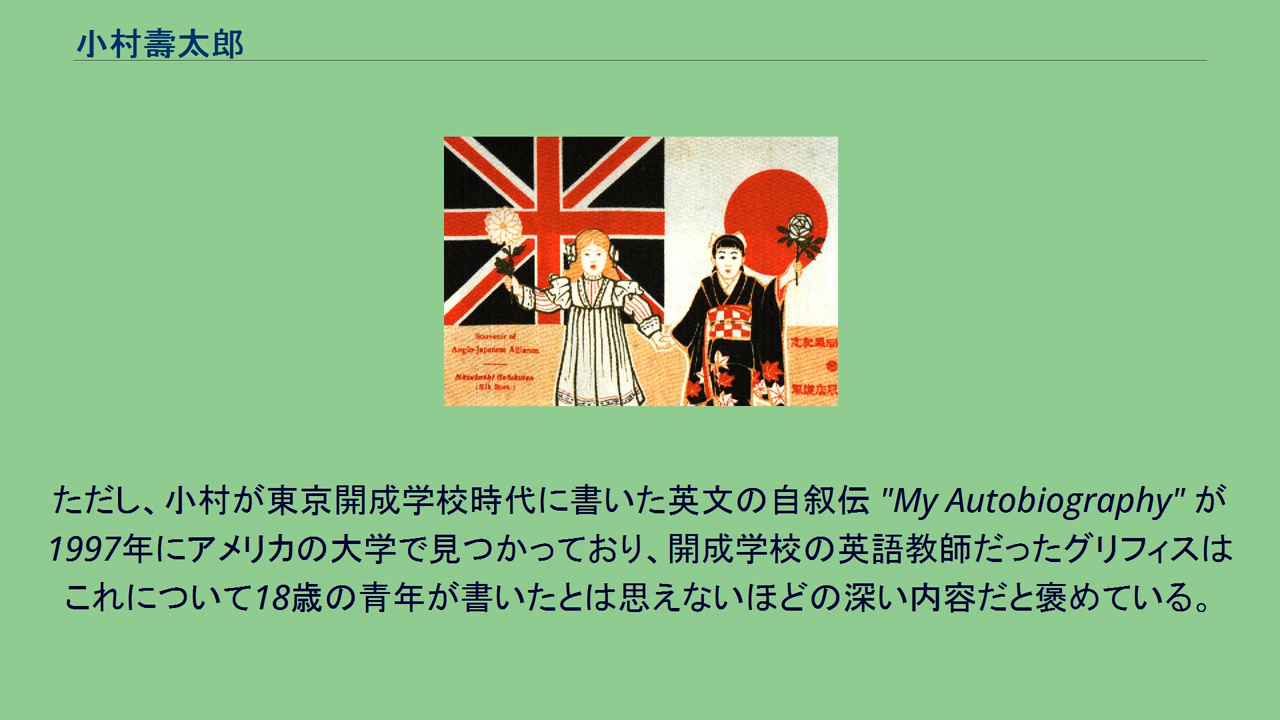 小村壽太郎
Souvenir of
Anglo-Japanese Alliance.
Mitsukoshi Gofukuten
(Silk Store.)
ただし、小村が東京開成学校時代に書いた英文の自叙伝 "My Autobiography" が
1997年にアメリカの大学で見つかっており、開成学校の英語教師だったグリフィスは
これについて18歳の青年が書いたとは思えないほどの深い内容だと褒めている。